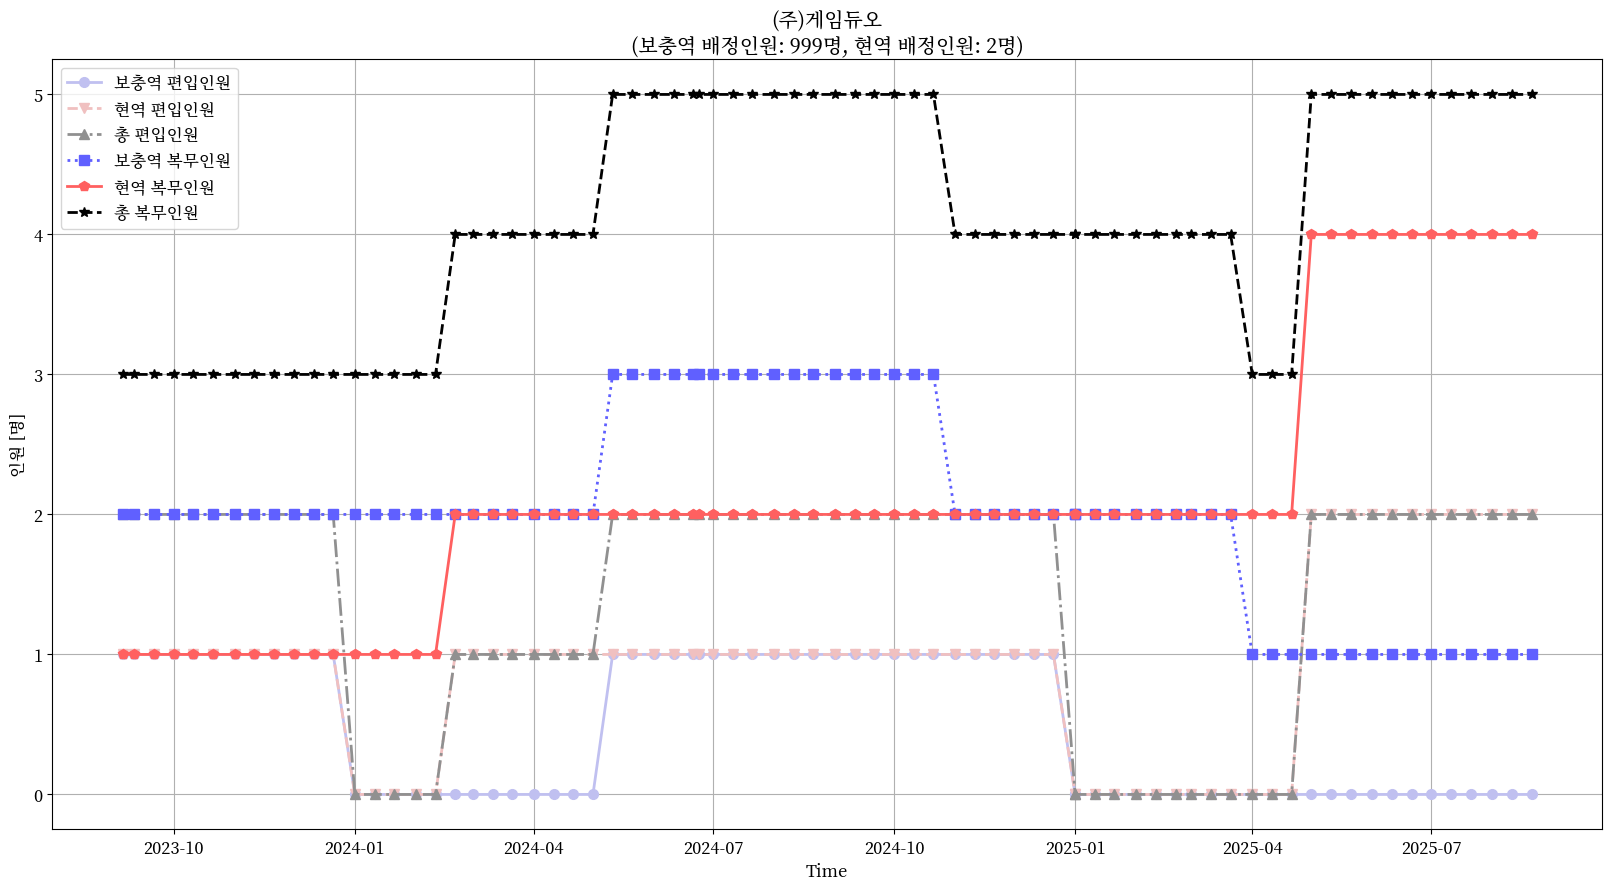 (주)게임듀오
(보충역 배정인원: 999명, 현역 배정인원: 2명)
보충역 편입인원
현역 편입인원
총 편입인원
보충역 복무인원
현역 복무인원
총 복무인원
5
4
3
2
1
0
인원 [명]
2023-10
2024-01
2024-04
2024-07
2024-10
2025-01
2025-04
2025-07
Time